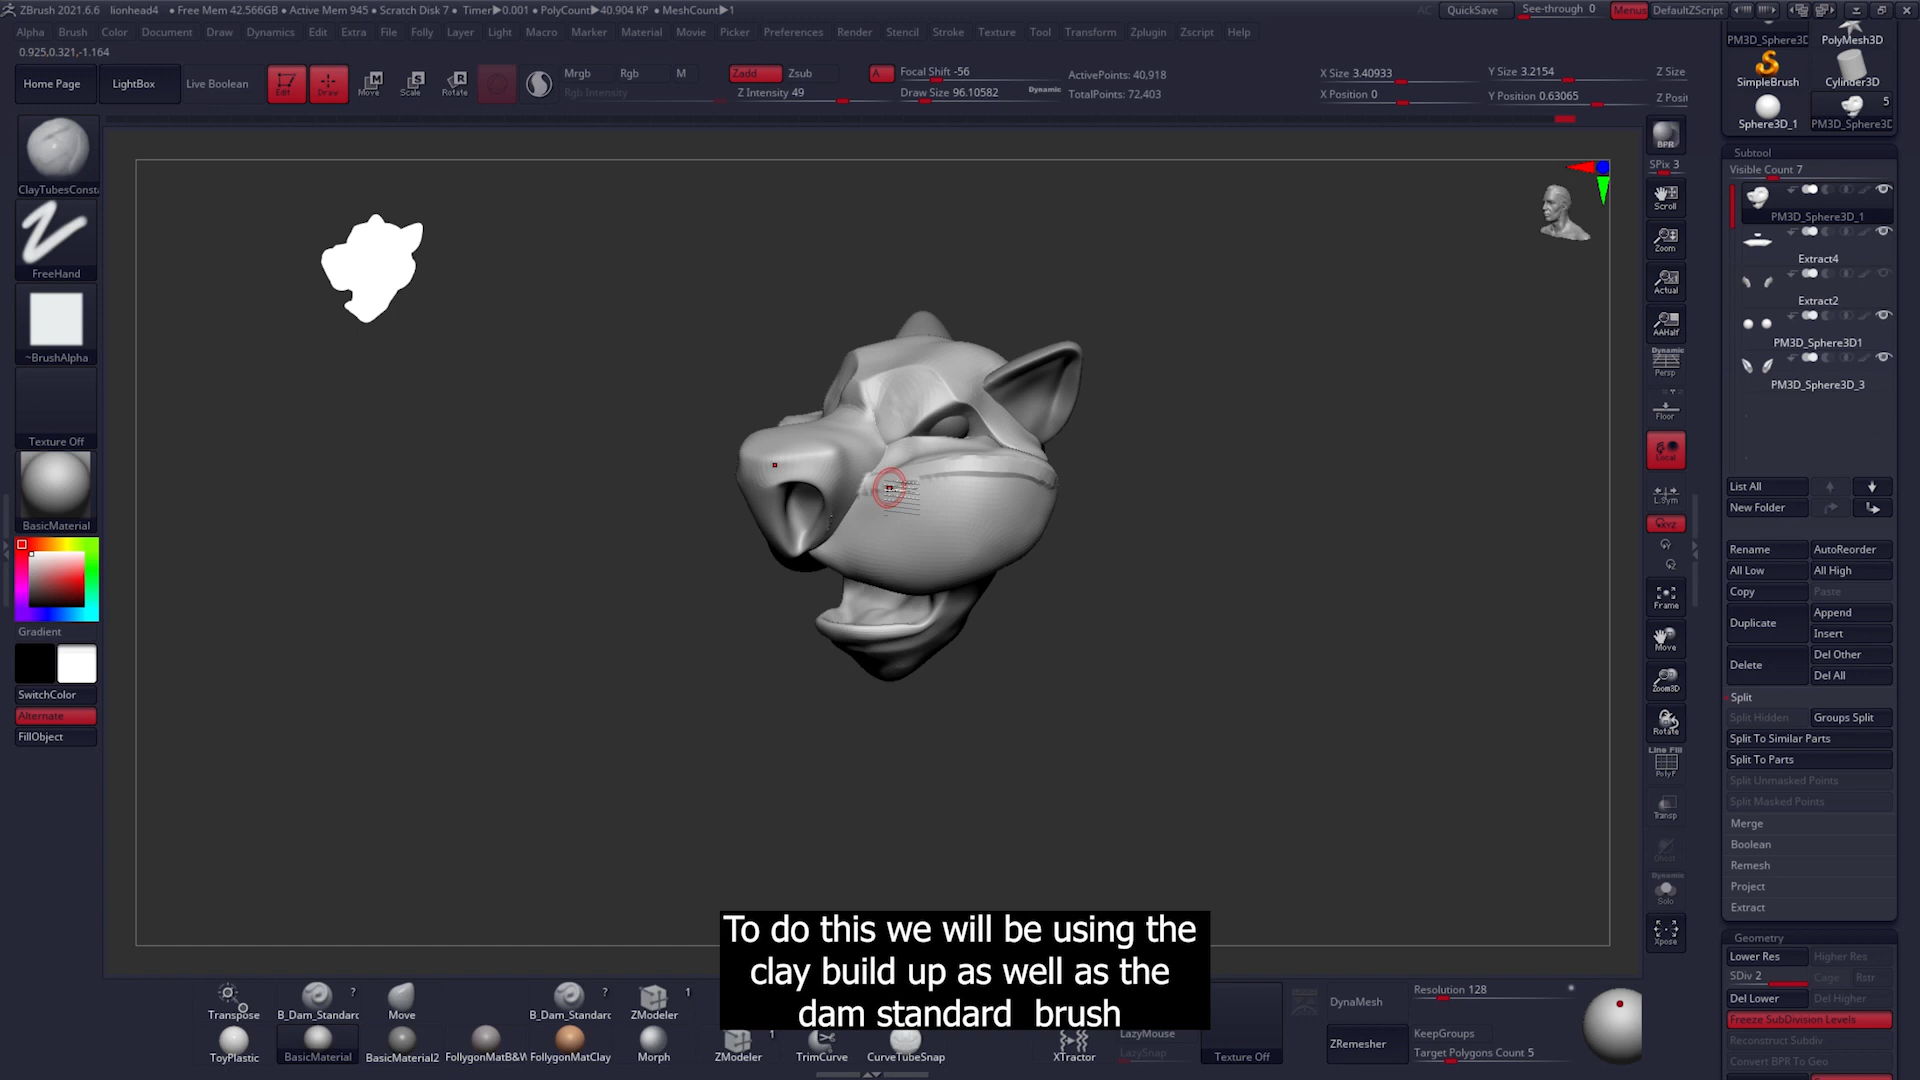 ZBrush 2021.6.6 lionhead4 • Free Mem 42.566GB • Active Mem 945 • Scratch Disk 7 • Timer▶0.001 • PolyCount▶40.904 KP • MeshCount▶1
AC QuickSave See-through 0 Menus DefaultZScript
Alpha Brush Color Document Draw Dynamics Edit Extra File Folly Layer Light Macro Marker Material Movie Picker Preferences Render Stencil Stroke Texture Tool Transform Zplugin Zscript Help
0.925,0.321,-1.164
Home Page LightBox Live Boolean Edit Draw Move Scale Rotate
Mrgb Rgb M
Rgb Intensity
Zadd Zsub
Z Intensity 49
A Focal Shift -56
Draw Size 96.10582 Dynamic
ActivePoints: 40,918
TotalPoints: 72,403
X Size 3.40933 Y Size 3.2154 Z Size
X Position 0 Y Position 0.63065 Z Posit
ClayTubesConst
FreeHand
~BrushAlpha
Texture Off
BasicMaterial
Gradient
SwitchColor
Alternate
FillObject
BPR
SPix 3
Scroll
Zoom
Actual
AAHalf
Dynamic
Persp
Floor
Local
L.Sym
XYZ
Frame
Move
Zoom3D
Rotate
Line Fill
PolyF
Transp
Ghost
Dynamic
Solo
Xpose
PM3D_Sphere3D PolyMesh3D
SimpleBrush Cylinder3D
5
Sphere3D_1 PM3D_Sphere3D
Subtool
Visible Count 7
PM3D_Sphere3D_1
Extract4
Extract2
PM3D_Sphere3D1
PM3D_Sphere3D_3
List All
New Folder
Rename AutoReorder
All Low All High
Copy Paste
Duplicate Append
Insert
Delete Del Other
Del All
Split
Split Hidden Groups Split
Split To Similar Parts
Split To Parts
Split Unmasked Points
Split Masked Points
Merge
Boolean
Remesh
Project
Extract
Geometry
Lower Res Higher Res
SDiv 2 Cage Rstr
Del Lower Del Higher
Freeze SubDivision Levels
Reconstruct Subdiv
Convert BPR To Geo
To do this we will be using the
clay build up as well as the
dam standard brush
Transpose B_Dam_Standard ? Move B_Dam_Standard ? ZModeler 1
ToyPlastic BasicMaterial BasicMaterial2 FollygonMatB&W FollygonMatClay Morph ZModeler 1 TrimCurve CurveTubeSnap XTractor
LazyMouse
LazySnap
Texture Off
DynaMesh
ZRemesher
Resolution 128
KeepGroups
Target Polygons Count 5